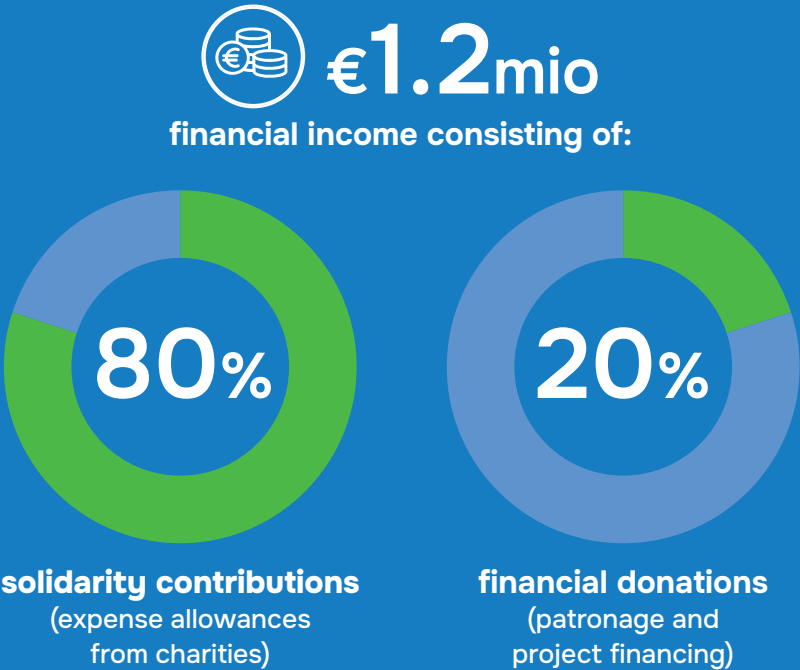 €
€1.2mio
financial income consisting of:
80%
20%
solidarity contributions
(expense allowances
from charities)
financial donations
(patronage and
project financing)